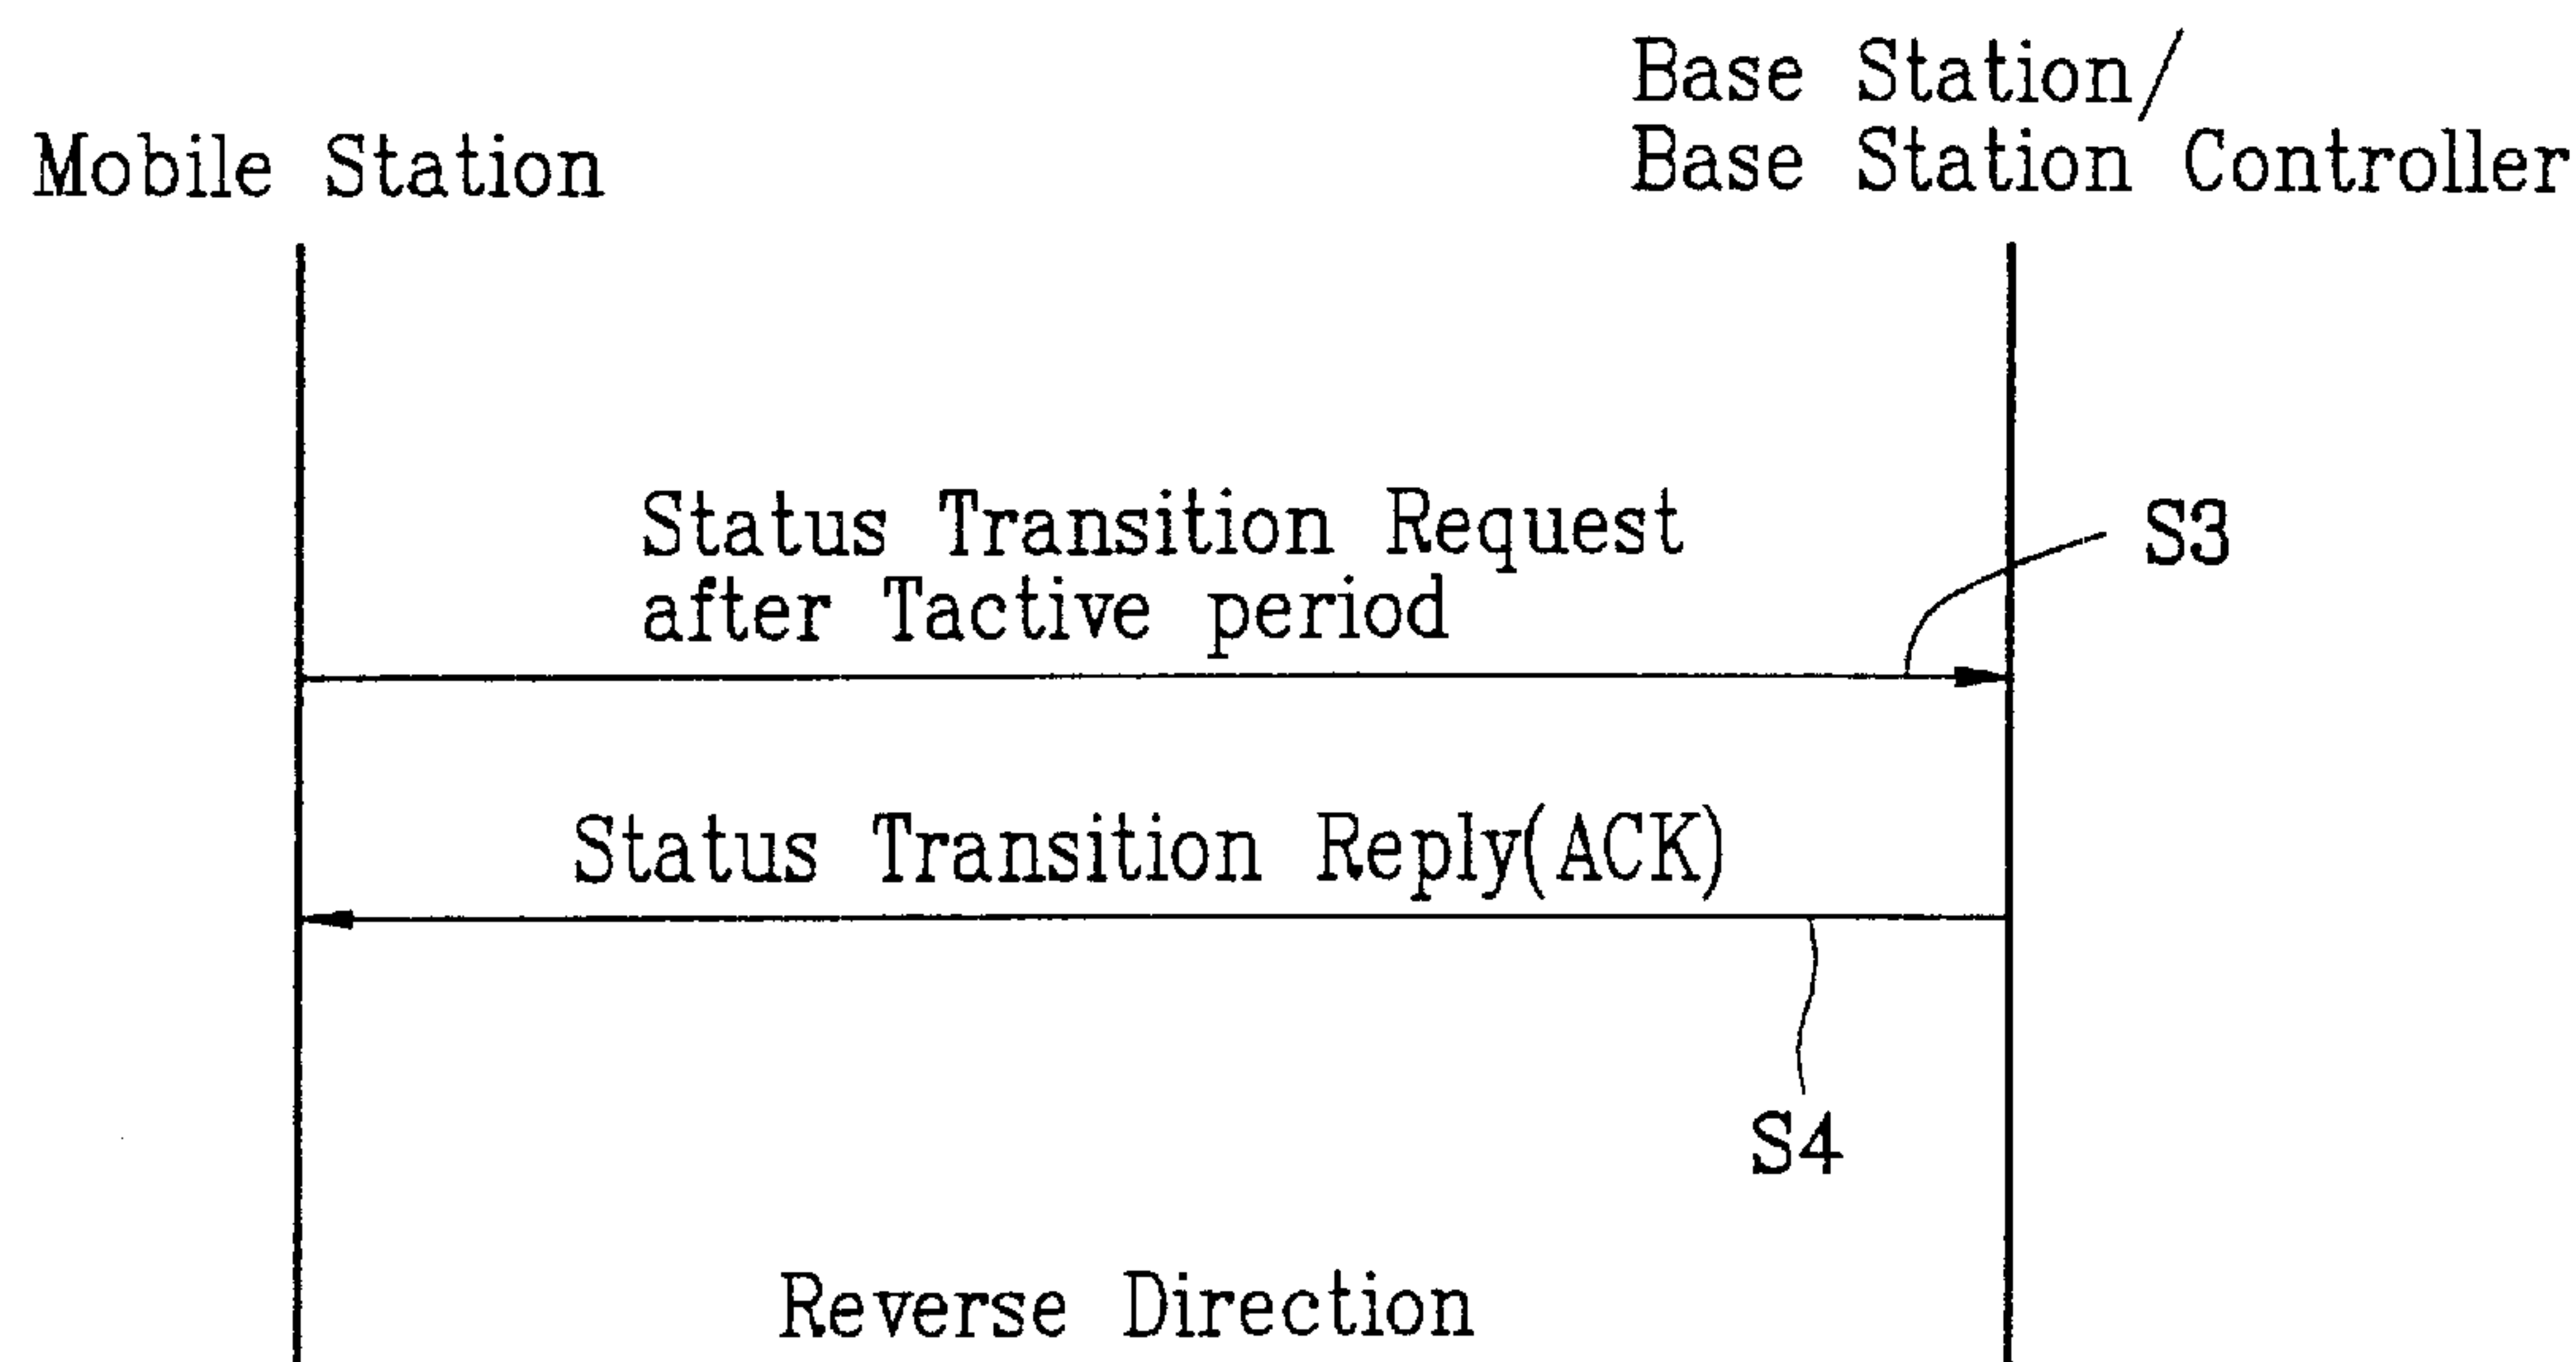 Base Station/
Base Station Controller
Mobile Station
Status Transition Request
after Tactive period
S3
Status Transition Reply(ACK)
S4
Reverse Direction